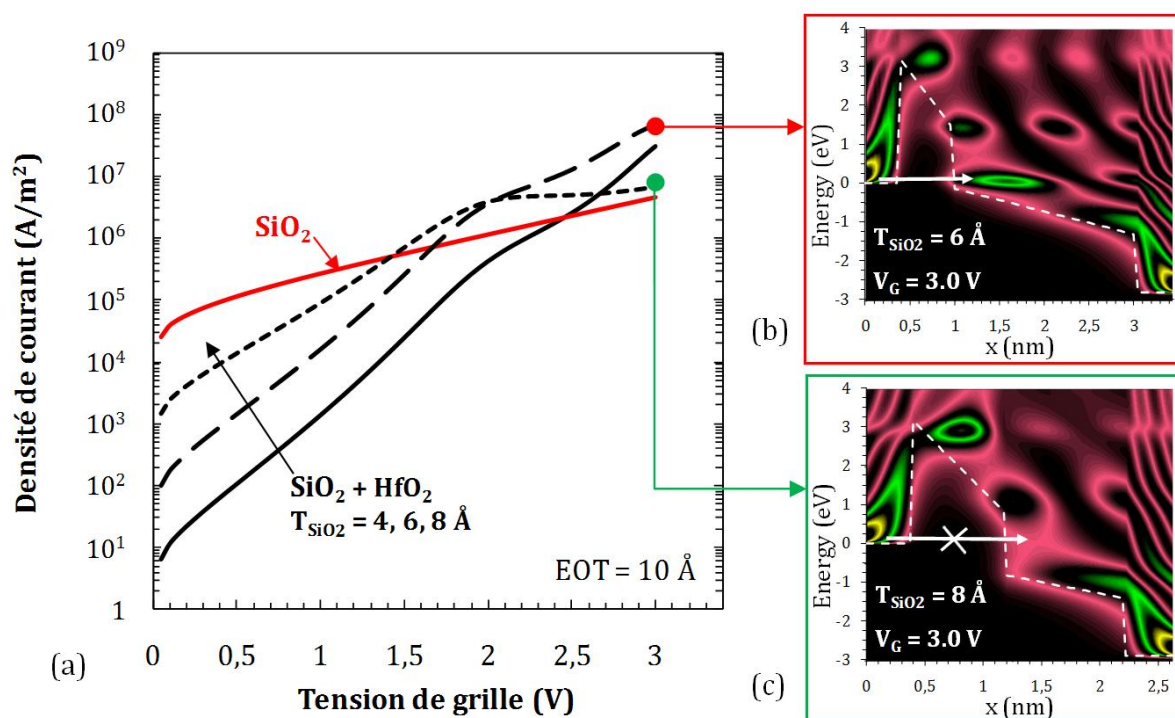 Densité de courant (A/m²)
10⁹
10⁸
10⁷
10⁶
10⁵
10⁴
10³
10²
10¹
1
SiO₂
SiO₂ + HfO₂
T_SiO2 = 4, 6, 8 Å
EOT = 10 Å
0
0,5
1
1,5
2
2,5
3
Tension de grille (V)
(a)
Energy (eV)
4
3
2
1
0
-1
-2
-3
T_SiO2 = 6 Å
V_G = 3.0 V
0
0,5
1
1,5
2
2,5
3
x (nm)
(b)
Energy (eV)
4
3
2
1
0
-1
-2
-3
T_SiO2 = 8 Å
V_G = 3.0 V
0
0,5
1
1,5
2
2,5
x (nm)
(c)